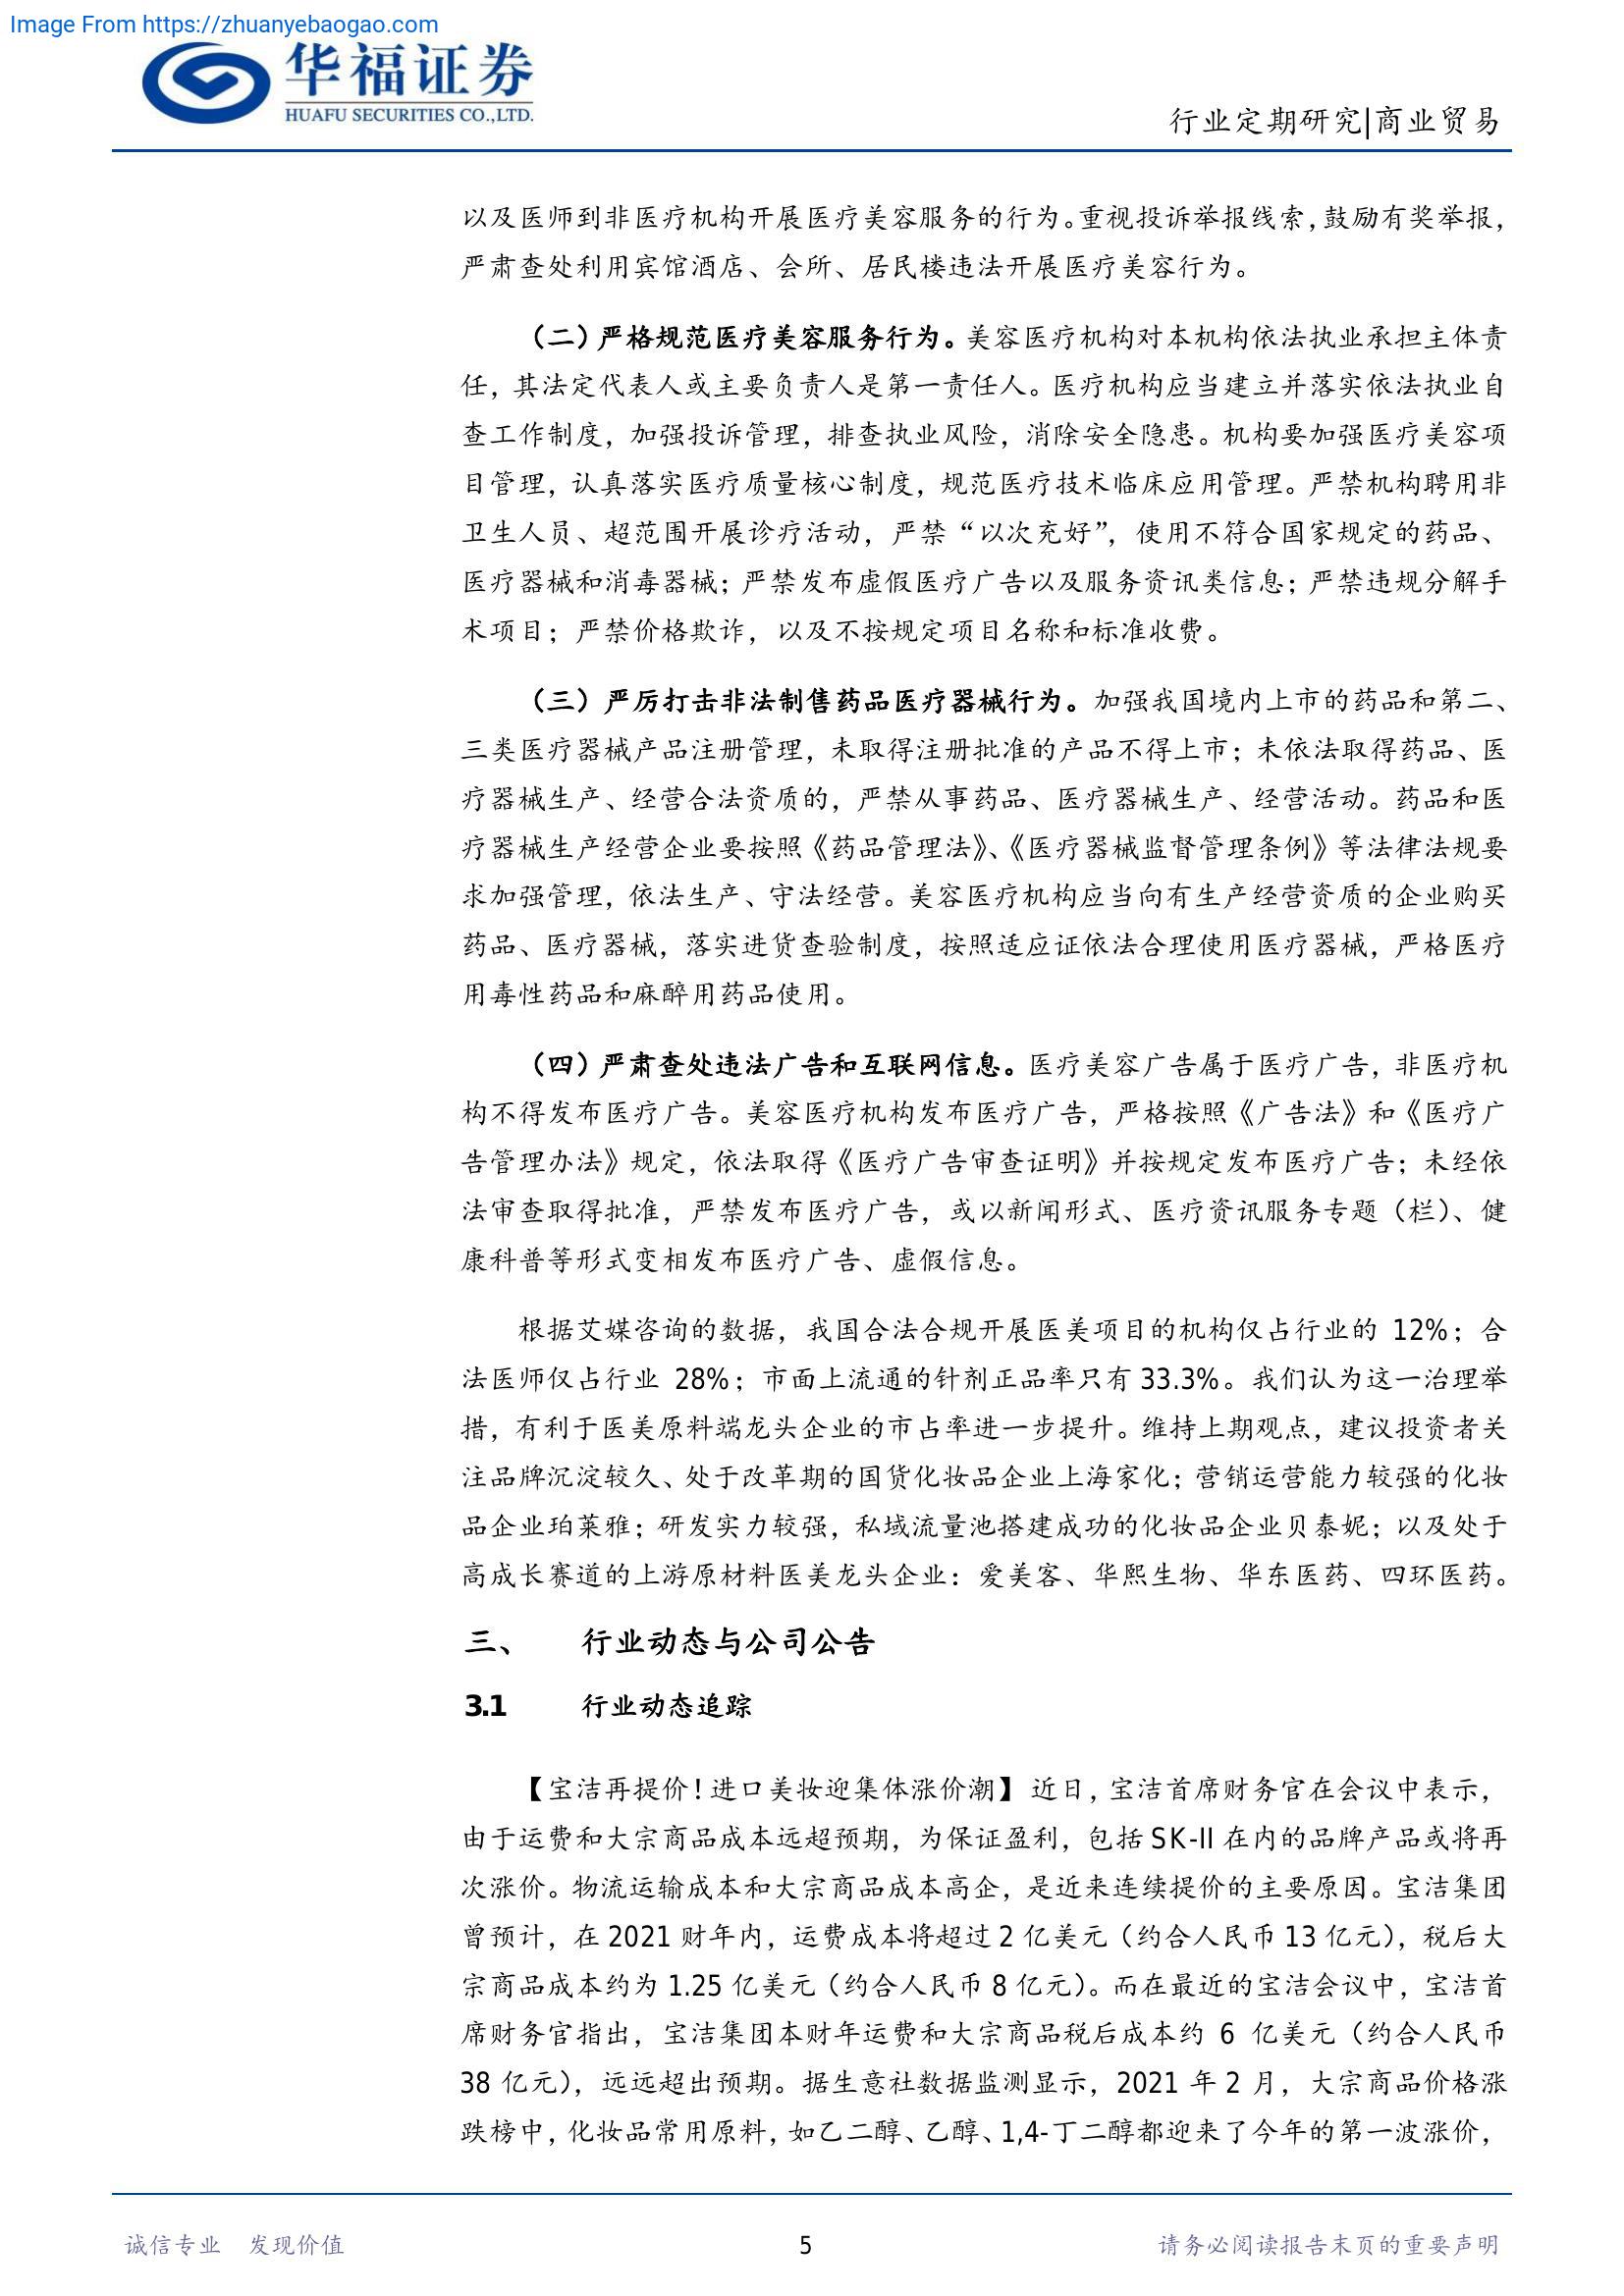 Image From https://zhuanyebaogao.com
华福证券
HUAFU SECURITIES CO.,LTD.
行业定期研究|商业贸易
以及医师到非医疗机构开展医疗美容服务的行为。重视投诉举报线索，鼓励有奖举报，
严肃查处利用宾馆酒店、会所、居民楼违法开展医疗美容行为。
（二）严格规范医疗美容服务行为。美容医疗机构对本机构依法执业承担主体责
任，其法定代表人或主要负责人是第一责任人。医疗机构应当建立并落实依法执业自
查工作制度，加强投诉管理，排查执业风险，消除安全隐患。机构要加强医疗美容项
目管理，认真落实医疗质量核心制度，规范医疗技术临床应用管理。严禁机构聘用非
卫生人员、超范围开展诊疗活动，严禁“以次充好”，使用不符合国家规定的药品、
医疗器械和消毒器械；严禁发布虚假医疗广告以及服务资讯类信息；严禁违规分解手
术项目；严禁价格欺诈，以及不按规定项目名称和标准收费。
（三）严厉打击非法制售药品医疗器械行为。加强我国境内上市的药品和第二、
三类医疗器械产品注册管理，未取得注册批准的产品不得上市；未依法取得药品、医
疗器械生产、经营合法资质的，严禁从事药品、医疗器械生产、经营活动。药品和医
疗器械生产经营企业要按照《药品管理法》、《医疗器械监督管理条例》等法律法规要
求加强管理，依法生产、守法经营。美容医疗机构应当向有生产经营资质的企业购买
药品、医疗器械，落实进货查验制度，按照适应证依法合理使用医疗器械，严格医疗
用毒性药品和麻醉用药品使用。
（四）严肃查处违法广告和互联网信息。医疗美容广告属于医疗广告，非医疗机
构不得发布医疗广告。美容医疗机构发布医疗广告，严格按照《广告法》和《医疗广
告管理办法》规定，依法取得《医疗广告审查证明》并按规定发布医疗广告；未经依
法审查取得批准，严禁发布医疗广告，或以新闻形式、医疗资讯服务专题（栏）、健
康科普等形式变相发布医疗广告、虚假信息。
根据艾媒咨询的数据，我国合法合规开展医美项目的机构仅占行业的 12%；合
法医师仅占行业 28%；市面上流通的针剂正品率只有 33.3%。我们认为这一治理举
措，有利于医美原料端龙头企业的市占率进一步提升。维持上期观点，建议投资者关
注品牌沉淀较久、处于改革期的国货化妆品企业上海家化；营销运营能力较强的化妆
品企业珀莱雅；研发实力较强，私域流量池搭建成功的化妆品企业贝泰妮；以及处于
高成长赛道的上游原材料医美龙头企业：爱美客、华熙生物、华东医药、四环医药。
三、 行业动态与公司公告
3.1 行业动态追踪
【宝洁再提价！进口美妆迎集体涨价潮】近日，宝洁首席财务官在会议中表示，
由于运费和大宗商品成本远超预期，为保证盈利，包括 SK-II 在内的品牌产品或将再
次涨价。物流运输成本和大宗商品成本高企，是近来连续提价的主要原因。宝洁集团
曾预计，在 2021 财年内，运费成本将超过 2 亿美元（约合人民币 13 亿元），税后大
宗商品成本约为 1.25 亿美元（约合人民币 8 亿元）。而在最近的宝洁会议中，宝洁首
席财务官指出，宝洁集团本财年运费和大宗商品税后成本约 6 亿美元（约合人民币
38 亿元），远远超出预期。据生意社数据监测显示，2021 年 2 月，大宗商品价格涨
跌榜中，化妆品常用原料，如乙二醇、乙醇、1,4-丁二醇都迎来了今年的第一波涨价，
诚信专业 发现价值
5
请务必阅读报告末页的重要声明